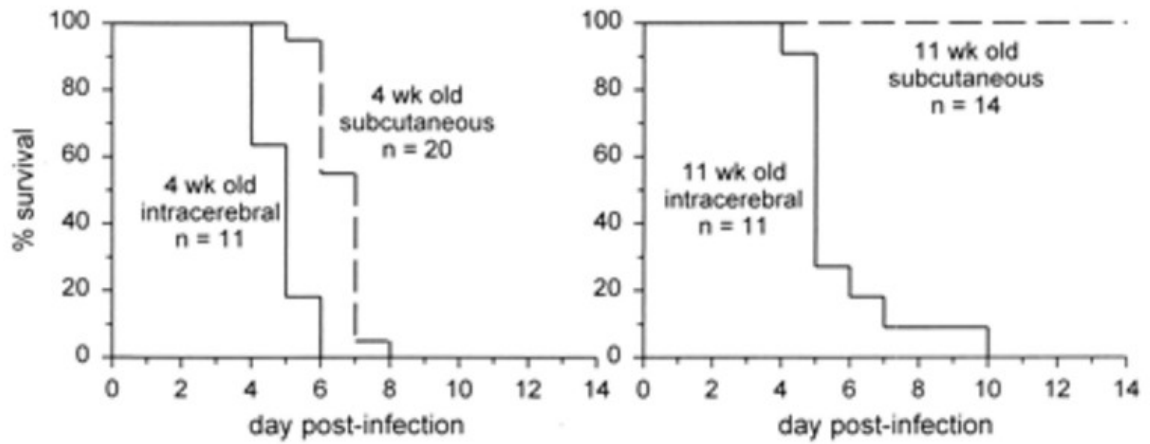 % survival
100
80
60
40
20
0
0 2 4 6 8 10 12 14
day post-infection
4 wk old
intracerebral
n = 11
4 wk old
subcutaneous
n = 20
100
80
60
40
20
0
0 2 4 6 8 10 12 14
day post-infection
11 wk old
intracerebral
n = 11
11 wk old
subcutaneous
n = 14